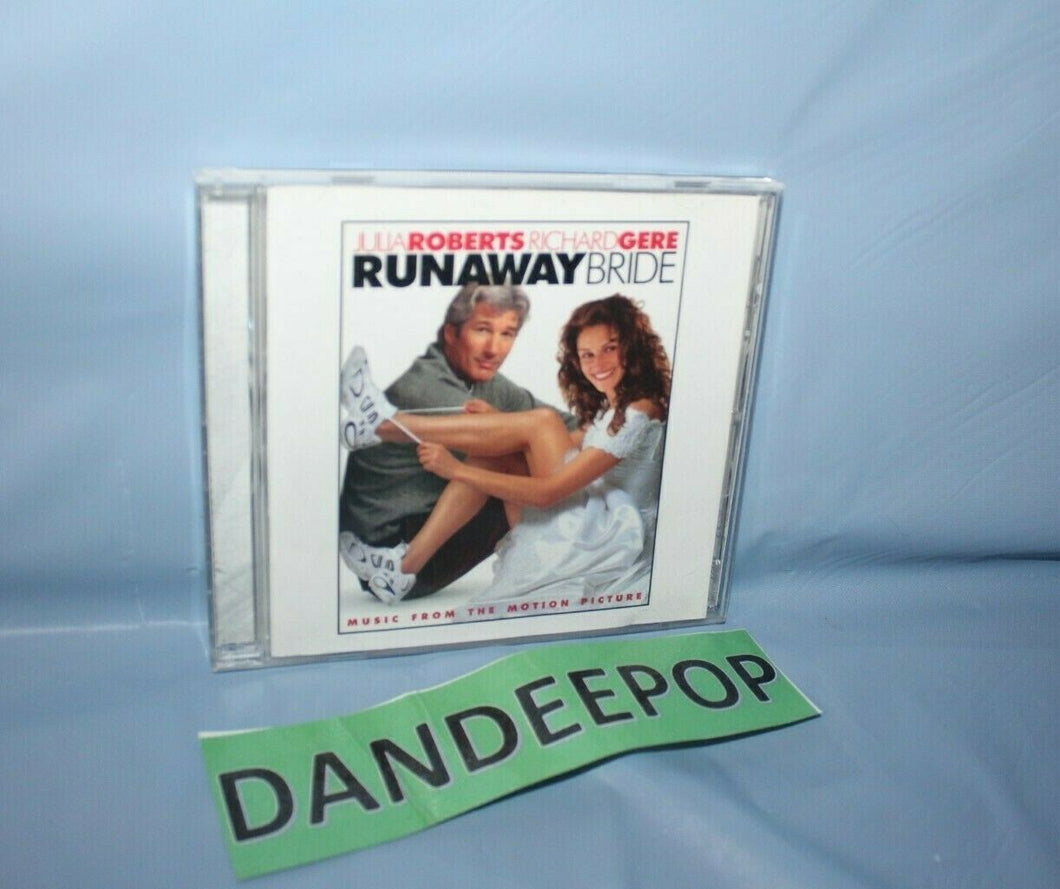 JULIA ROBERTS RICHARD GERE
RUNAWAY BRIDE
MUSIC FROM THE MOTION PICTURE
DANDEEPOP